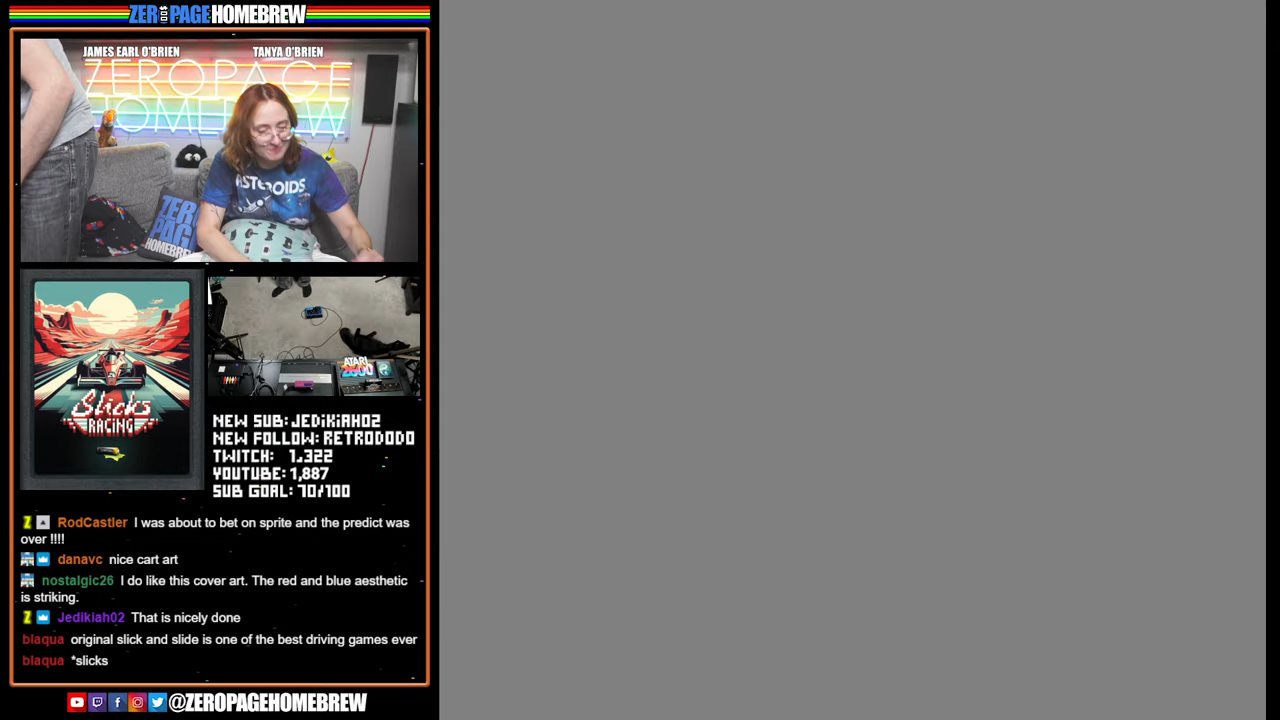 ZEROPAGE HOMEBREW
JAMES EARL O'BRIEN
TANYA O'BRIEN
ZEROPAGE
HOMEBREW
ASTEROIDS
ZERO
PAGE
HOMEBREW
Slicks
RACING
ATARI
2600
NEW SUB: JEDIKIAH02
NEW FOLLOW: RETRODODO
TWITCH: 1,322
YOUTUBE: 1,887
SUB GOAL: 70/100
RodCastler I was about to bet on sprite and the predict was
over !!!!
danavc nice cart art
nostalgic26 I do like this cover art. The red and blue aesthetic
is striking.
Jedikiah02 That is nicely done
blaqua original slick and slide is one of the best driving games ever
blaqua *slicks
@ZEROPAGEHOMEBREW